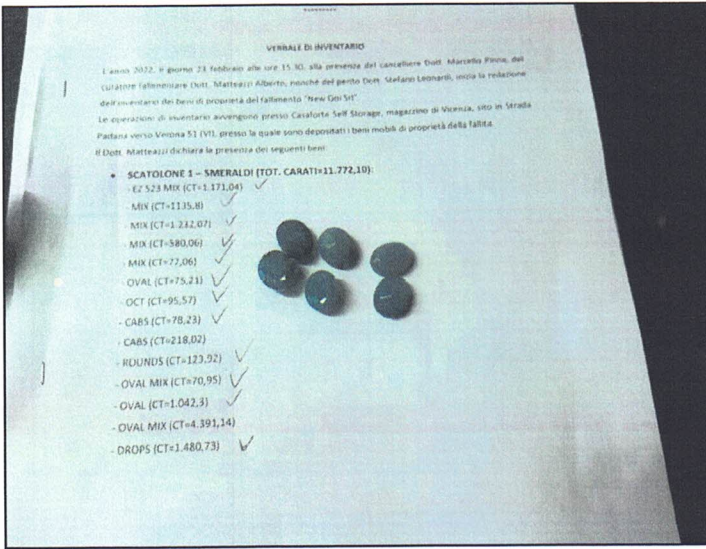 VERBALE DI INVENTARIO
L'anno 2022, il giorno 23 febbraio alle ore 15.30, alla presenza del cancelliere Dott. Marcello Pinna, del
curatore fallimentare Dott. Matteazzi Alberto, nonché del perito Dott. Stefano Leonardi, inizia la redazione
dell'inventario dei beni di proprietà del fallimento "New Goi Srl".
Le operazioni di inventario avvengono presso Casaforte Self Storage, magazzino di Vicenza, sito in Strada
Padana verso Verona 51 (VI), presso la quale sono depositati i beni mobili di proprietà della fallita.
Il Dott. Matteazzi dichiara la presenza dei seguenti beni:
• SCATOLONE 1 – SMERALDI (TOT. CARATI=11.772,10):
- EZ 523 MIX (CT=1.171,04)
- MIX (CT=1135,8)
- MIX (CT=1.232,07)
- MIX (CT=580,06)
- MIX (CT=77,06)
- OVAL (CT=75,21)
- OCT (CT=95,57)
- CABS (CT=78,23)
- CABS (CT=218,02)
- ROUNDS (CT=123,92)
- OVAL MIX (CT=70,95)
- OVAL (CT=1.042,3)
- OVAL MIX (CT=4.391,14)
- DROPS (CT=1.480,73)